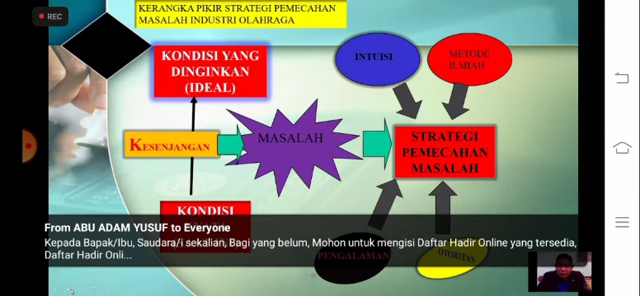 REC
KERANGKA PIKIR STRATEGI PEMECAHAN
MASALAH INDUSTRI OLAHRAGA
KONDISI YANG
DINGINKAN
(IDEAL)
INTUISI
METODE
ILMIAH
KESENJANGAN
MASALAH
STRATEGI
PEMECAHAN
MASALAH
KONDISI
From ABU ADAM YUSUF to Everyone
Kepada Bapak/Ibu, Saudara/i sekalian, Bagi yang belum, Mohon untuk mengisi Daftar Hadir Online yang tersedia,
Daftar Hadir Onli...
PENGALAMAN
OTORITAS